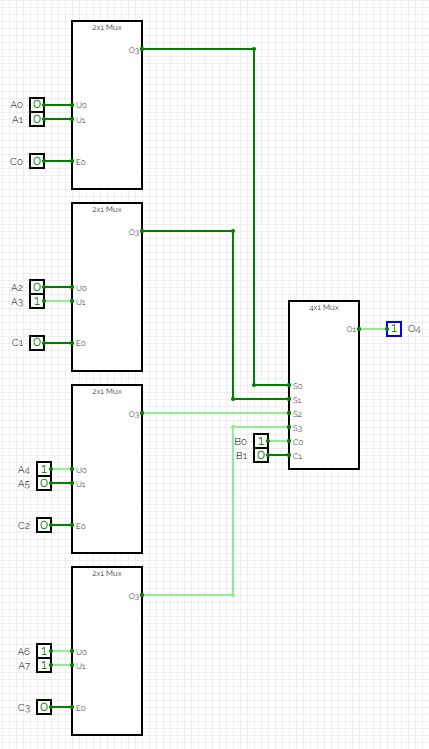 2x1 Mux
O3
A0 0 U0
A1 0 U1
C0 0 E0
2x1 Mux
O3
A2 0 U0
A3 1 U1
C1 0 E0
4x1 Mux
O1 1 O4
S0
S1
S2
S3
B0 1 C0
B1 0 C1
2x1 Mux
O3
A4 1 U0
A5 0 U1
C2 0 E0
2x1 Mux
O3
A6 1 U0
A7 1 U1
C3 0 E0